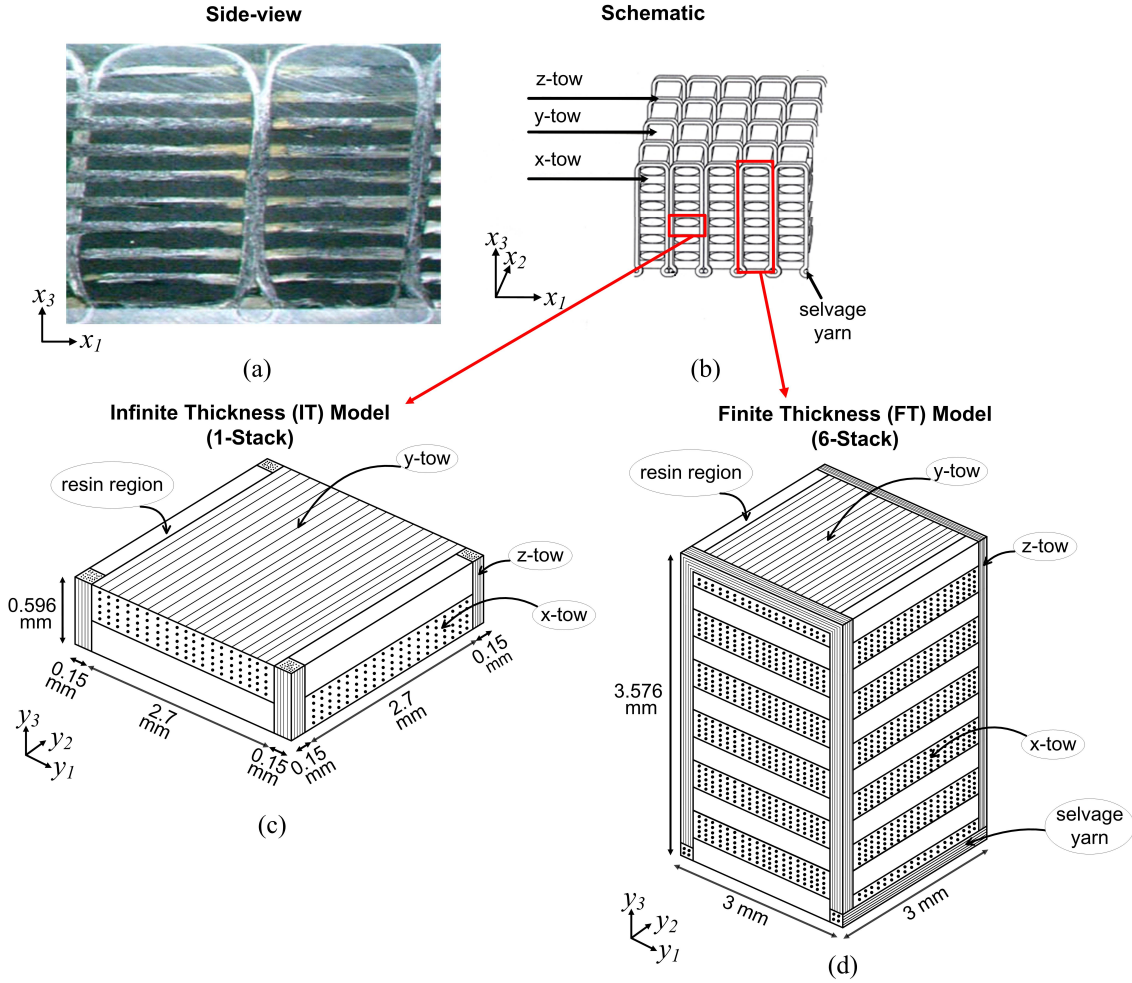 Side-view
Schematic
z-tow
y-tow
x-tow
x3
x2
x1
selvage
yarn
x3
x1
(a)
(b)
Infinite Thickness (IT) Model
(1-Stack)
y-tow
resin region
z-tow
x-tow
0.596
mm
0.15
mm
2.7
mm
0.15
mm
0.15
mm
2.7
mm
0.15
mm
y3
y2
y1
(c)
Finite Thickness (FT) Model
(6-Stack)
y-tow
resin region
z-tow
3.576
mm
x-tow
selvage
yarn
3 mm
3 mm
y3
y2
y1
(d)